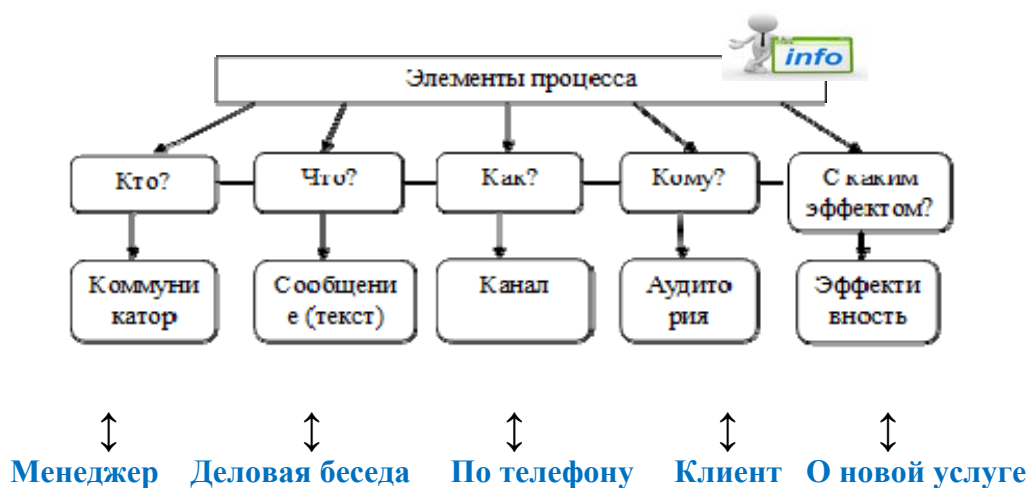 info
Элементы процесса
Кто?
Что?
Как?
Кому?
С каким
эффектом?
Коммуни
катор
Сообщени
е (текст)
Канал
Аудито
рия
Эффекти
вность
Менеджер Деловая беседа По телефону Клиент О новой услуге